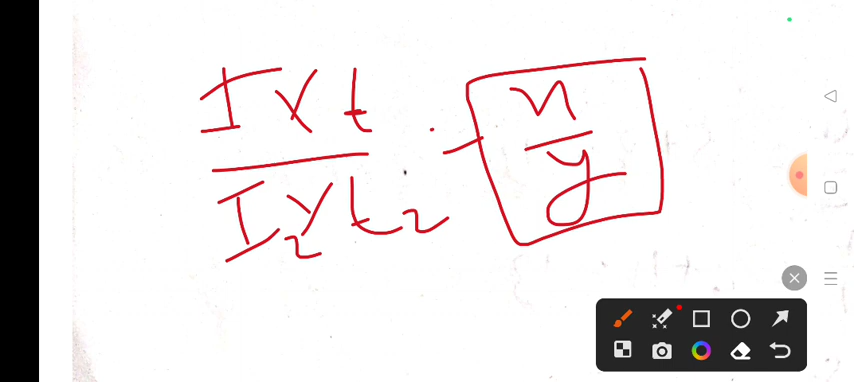 I × t
I₂ × t₂
= x
y